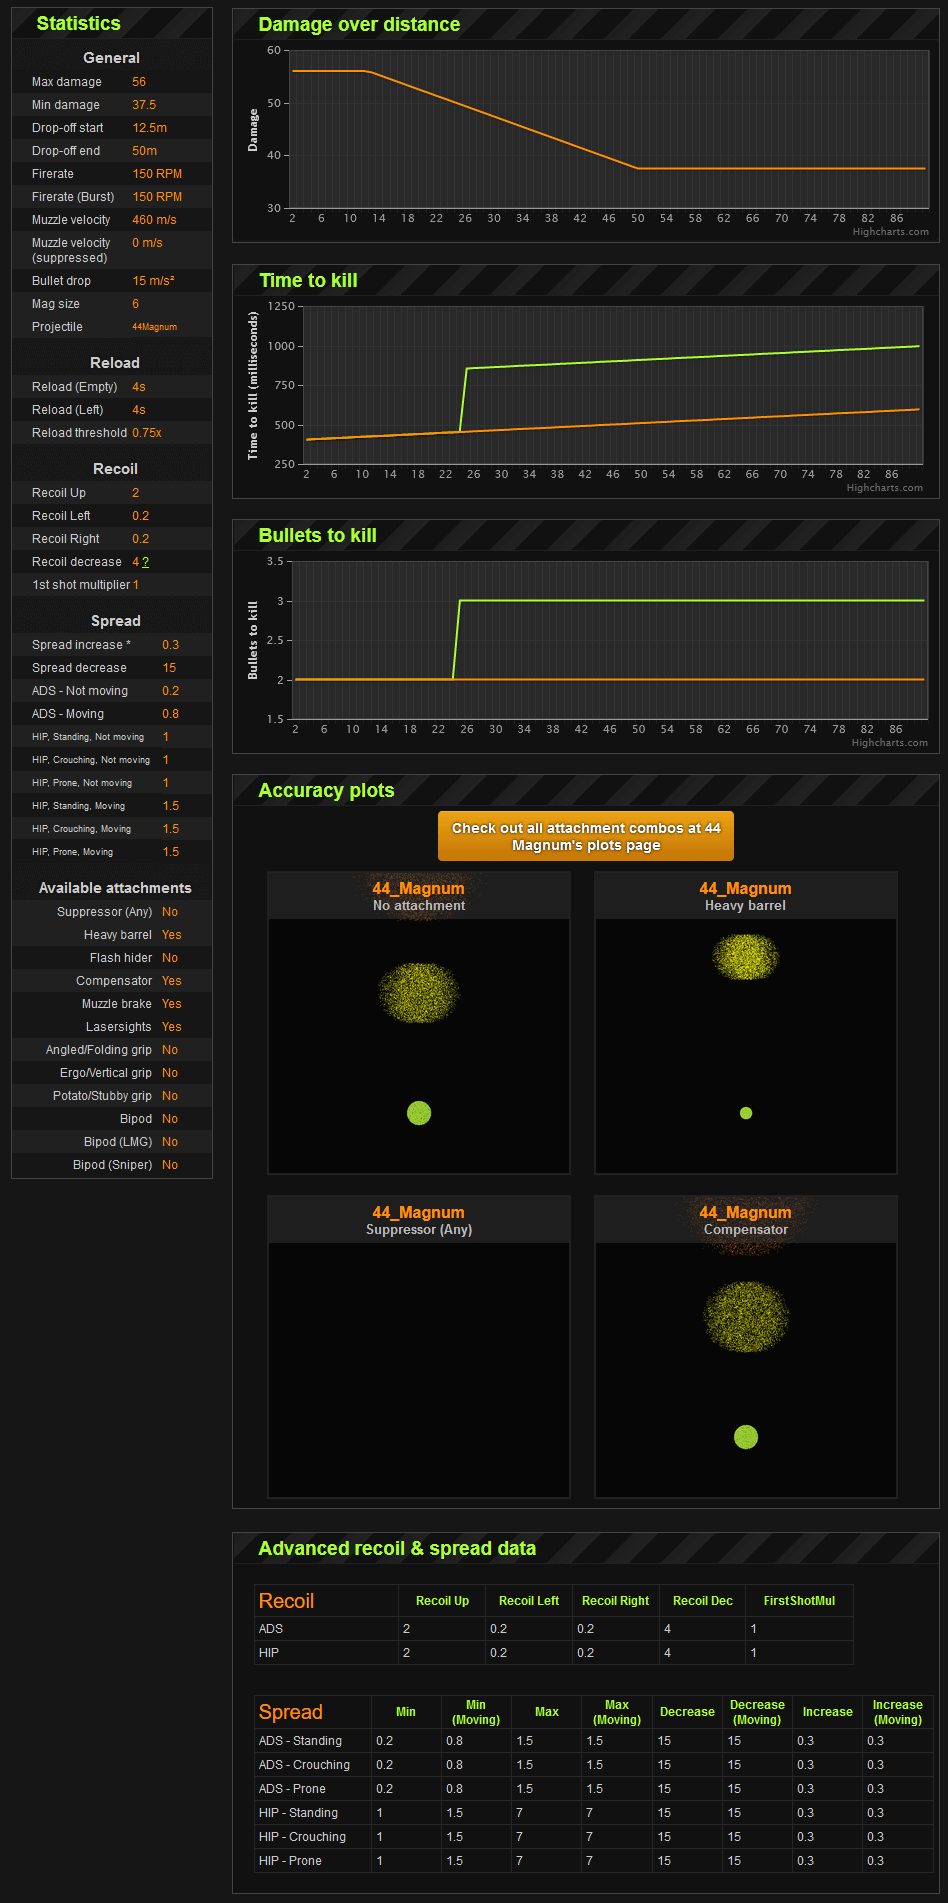 Statistics
General
Max damage 56
Min damage 37.5
Drop-off start 12.5m
Drop-off end 50m
Firerate 150 RPM
Firerate (Burst) 150 RPM
Muzzle velocity 460 m/s
Muzzle velocity 0 m/s
(suppressed)
Bullet drop 15 m/s²
Mag size 6
Projectile 44Magnum
Reload
Reload (Empty) 4s
Reload (Left) 4s
Reload threshold 0.75x
Recoil
Recoil Up 2
Recoil Left 0.2
Recoil Right 0.2
Recoil decrease 4 ?
1st shot multiplier 1
Spread
Spread increase * 0.3
Spread decrease 15
ADS - Not moving 0.2
ADS - Moving 0.8
HIP, Standing, Not moving 1
HIP, Crouching, Not moving 1
HIP, Prone, Not moving 1
HIP, Standing, Moving 1.5
HIP, Crouching, Moving 1.5
HIP, Prone, Moving 1.5
Available attachments
Suppressor (Any) No
Heavy barrel Yes
Flash hider No
Compensator Yes
Muzzle brake Yes
Lasersights Yes
Angled/Folding grip No
Ergo/Vertical grip No
Potato/Stubby grip No
Bipod No
Bipod (LMG) No
Bipod (Sniper) No
Damage over distance
Damage
60
50
40
30
2 6 10 14 18 22 26 30 34 38 42 46 50 54 58 62 66 70 74 78 82 86
Highcharts.com
Time to kill
Time to kill (milliseconds)
1250
1000
750
500
250
2 6 10 14 18 22 26 30 34 38 42 46 50 54 58 62 66 70 74 78 82 86
Highcharts.com
Bullets to kill
Bullets to kill
3.5
3
2.5
2
1.5
2 6 10 14 18 22 26 30 34 38 42 46 50 54 58 62 66 70 74 78 82 86
Highcharts.com
Accuracy plots
Check out all attachment combos at 44
Magnum's plots page
44_Magnum
No attachment
44_Magnum
Heavy barrel
44_Magnum
Suppressor (Any)
44_Magnum
Compensator
Advanced recoil & spread data
Recoil Recoil Up Recoil Left Recoil Right Recoil Dec FirstShotMul
ADS 2 0.2 0.2 4 1
HIP 2 0.2 0.2 4 1
Spread Min Min (Moving) Max Max (Moving) Decrease Decrease (Moving) Increase Increase (Moving)
ADS - Standing 0.2 0.8 1.5 1.5 15 15 0.3 0.3
ADS - Crouching 0.2 0.8 1.5 1.5 15 15 0.3 0.3
ADS - Prone 0.2 0.8 1.5 1.5 15 15 0.3 0.3
HIP - Standing 1 1.5 7 7 15 15 0.3 0.3
HIP - Crouching 1 1.5 7 7 15 15 0.3 0.3
HIP - Prone 1 1.5 7 7 15 15 0.3 0.3